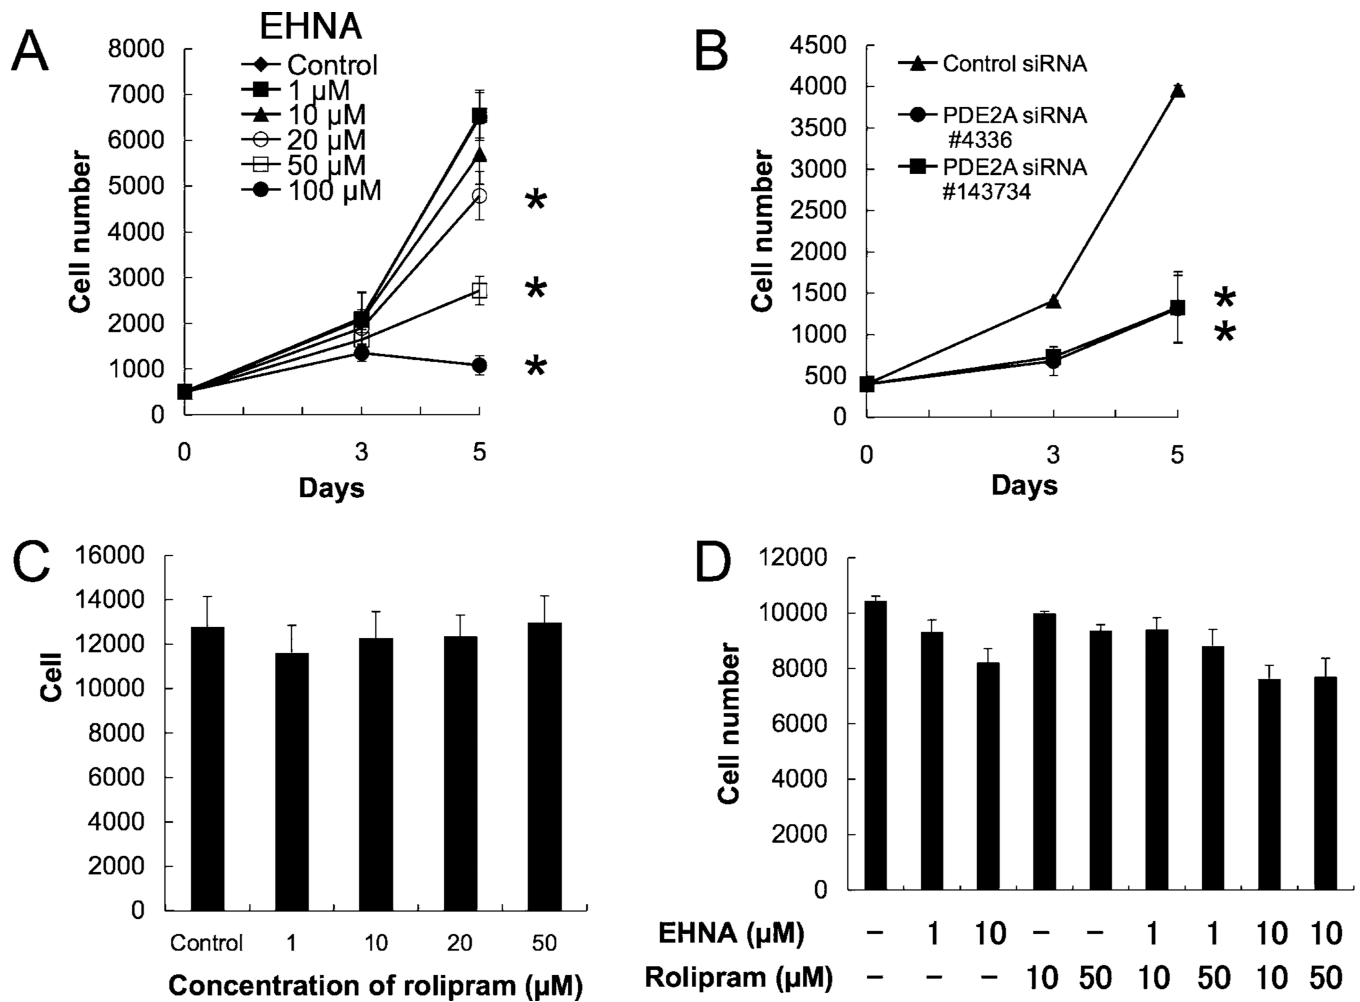 A
EHNA
Control
1 µM
10 µM
20 µM
50 µM
100 µM
Cell number
8000
7000
6000
5000
4000
3000
2000
1000
0
0 3 5
Days
* * *
B
Control siRNA
PDE2A siRNA
#4336
PDE2A siRNA
#143734
Cell number
4500
4000
3500
3000
2500
2000
1500
1000
500
0
0 3 5
Days
* *
C
Cell
16000
14000
12000
10000
8000
6000
4000
2000
0
Control 1 10 20 50
Concentration of rolipram (µM)
D
Cell number
12000
10000
8000
6000
4000
2000
0
EHNA (µM) – 1 10 – – 1 1 10 10
Rolipram (µM) – – – 10 50 10 50 10 50